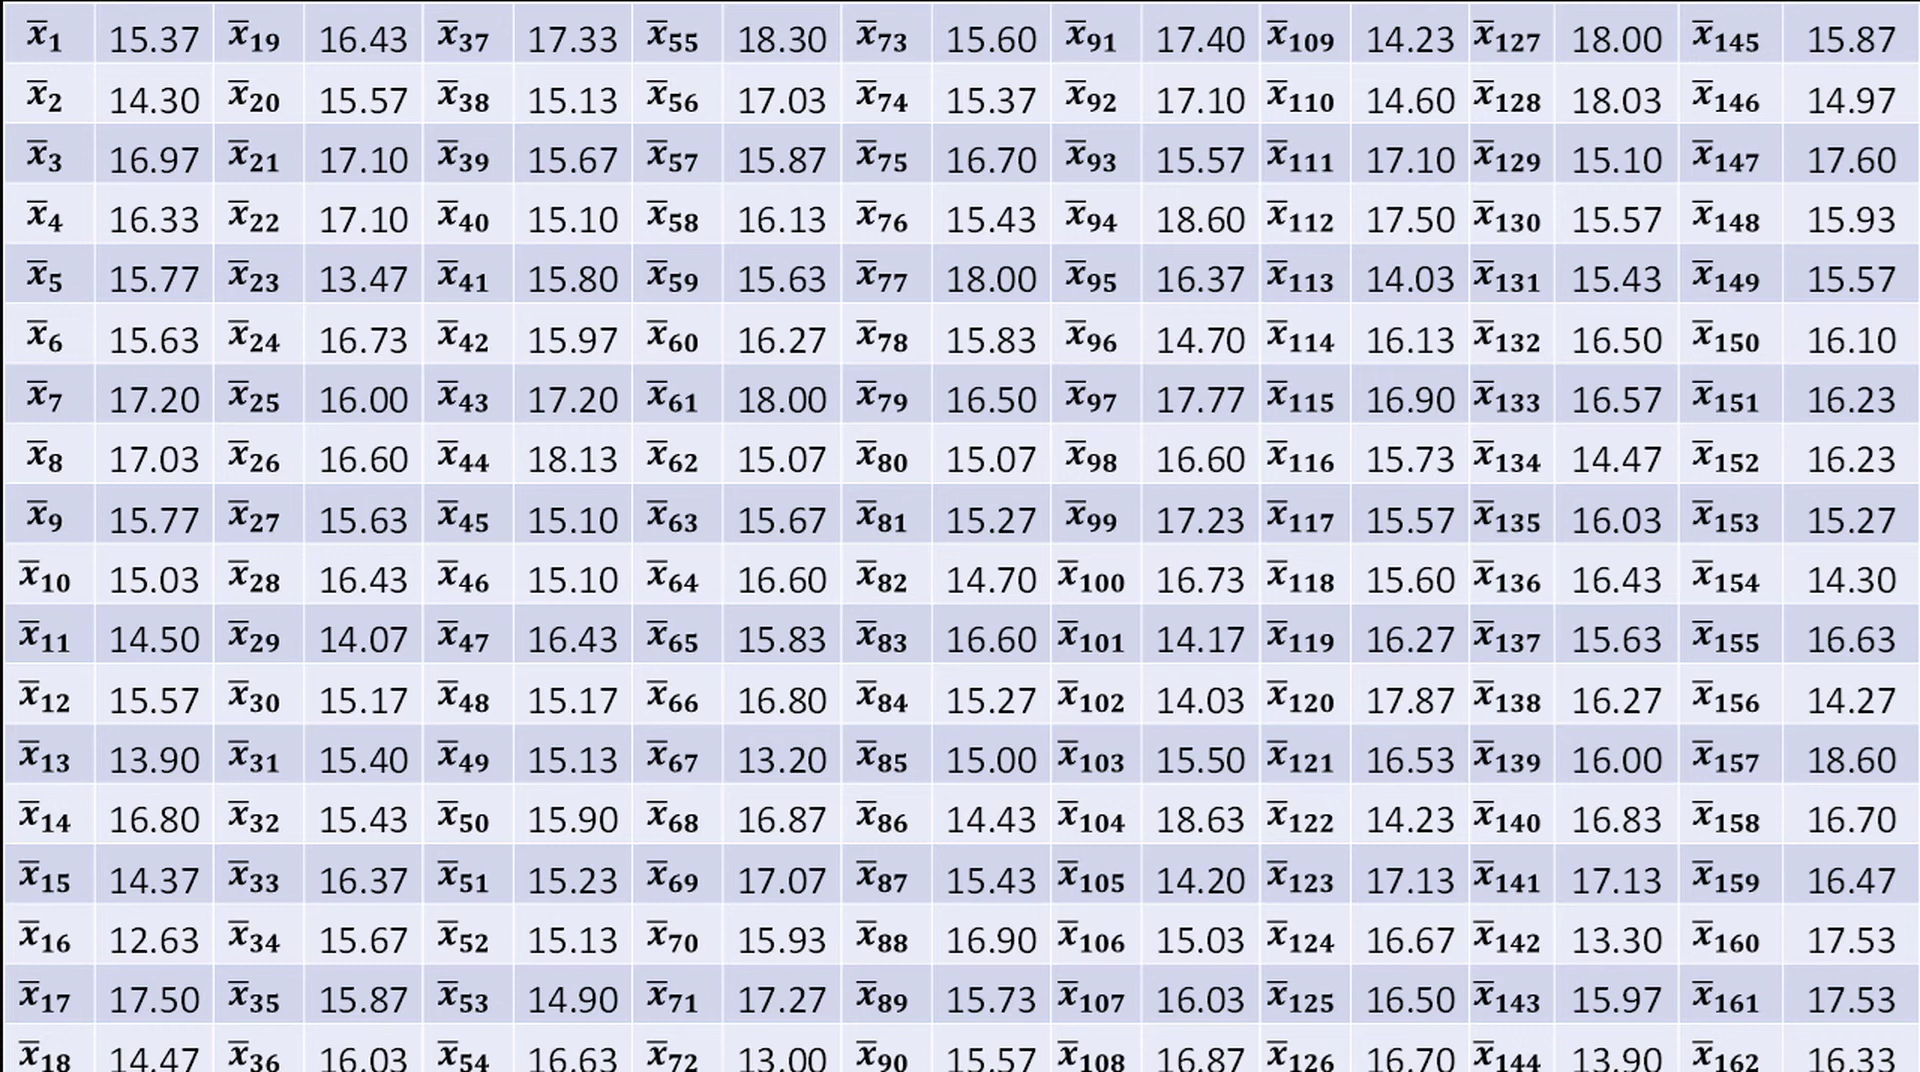 x̅1 15.37 x̅19 16.43 x̅37 17.33 x̅55 18.30 x̅73 15.60 x̅91 17.40 x̅109 14.23 x̅127 18.00 x̅145 15.87
x̅2 14.30 x̅20 15.57 x̅38 15.13 x̅56 17.03 x̅74 15.37 x̅92 17.10 x̅110 14.60 x̅128 18.03 x̅146 14.97
x̅3 16.97 x̅21 17.10 x̅39 15.67 x̅57 15.87 x̅75 16.70 x̅93 15.57 x̅111 17.10 x̅129 15.10 x̅147 17.60
x̅4 16.33 x̅22 17.10 x̅40 15.10 x̅58 16.13 x̅76 15.43 x̅94 18.60 x̅112 17.50 x̅130 15.57 x̅148 15.93
x̅5 15.77 x̅23 13.47 x̅41 15.80 x̅59 15.63 x̅77 18.00 x̅95 16.37 x̅113 14.03 x̅131 15.43 x̅149 15.57
x̅6 15.63 x̅24 16.73 x̅42 15.97 x̅60 16.27 x̅78 15.83 x̅96 14.70 x̅114 16.13 x̅132 16.50 x̅150 16.10
x̅7 17.20 x̅25 16.00 x̅43 17.20 x̅61 18.00 x̅79 16.50 x̅97 17.77 x̅115 16.90 x̅133 16.57 x̅151 16.23
x̅8 17.03 x̅26 16.60 x̅44 18.13 x̅62 15.07 x̅80 15.07 x̅98 16.60 x̅116 15.73 x̅134 14.47 x̅152 16.23
x̅9 15.77 x̅27 15.63 x̅45 15.10 x̅63 15.67 x̅81 15.27 x̅99 17.23 x̅117 15.57 x̅135 16.03 x̅153 15.27
x̅10 15.03 x̅28 16.43 x̅46 15.10 x̅64 16.60 x̅82 14.70 x̅100 16.73 x̅118 15.60 x̅136 16.43 x̅154 14.30
x̅11 14.50 x̅29 14.07 x̅47 16.43 x̅65 15.83 x̅83 16.60 x̅101 14.17 x̅119 16.27 x̅137 15.63 x̅155 16.63
x̅12 15.57 x̅30 15.17 x̅48 15.17 x̅66 16.80 x̅84 15.27 x̅102 14.03 x̅120 17.87 x̅138 16.27 x̅156 14.27
x̅13 13.90 x̅31 15.40 x̅49 15.13 x̅67 13.20 x̅85 15.00 x̅103 15.50 x̅121 16.53 x̅139 16.00 x̅157 18.60
x̅14 16.80 x̅32 15.43 x̅50 15.90 x̅68 16.87 x̅86 14.43 x̅104 18.63 x̅122 14.23 x̅140 16.83 x̅158 16.70
x̅15 14.37 x̅33 16.37 x̅51 15.23 x̅69 17.07 x̅87 15.43 x̅105 14.20 x̅123 17.13 x̅141 17.13 x̅159 16.47
x̅16 12.63 x̅34 15.67 x̅52 15.13 x̅70 15.93 x̅88 16.90 x̅106 15.03 x̅124 16.67 x̅142 13.30 x̅160 17.53
x̅17 17.50 x̅35 15.87 x̅53 14.90 x̅71 17.27 x̅89 15.73 x̅107 16.03 x̅125 16.50 x̅143 15.97 x̅161 17.53
x̅18 14.47 x̅36 16.03 x̅54 16.63 x̅72 13.00 x̅90 15.57 x̅108 16.87 x̅126 16.70 x̅144 13.90 x̅162 16.33